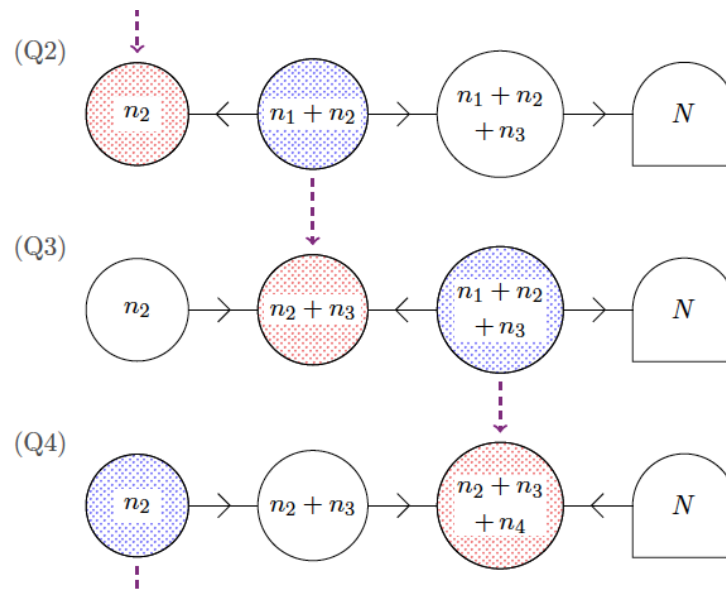 (Q2)
n₂
n₁ + n₂
n₁ + n₂
+ n₃
N
(Q3)
n₂
n₂ + n₃
n₁ + n₂
+ n₃
N
(Q4)
n₂
n₂ + n₃
n₂ + n₃
+ n₄
N